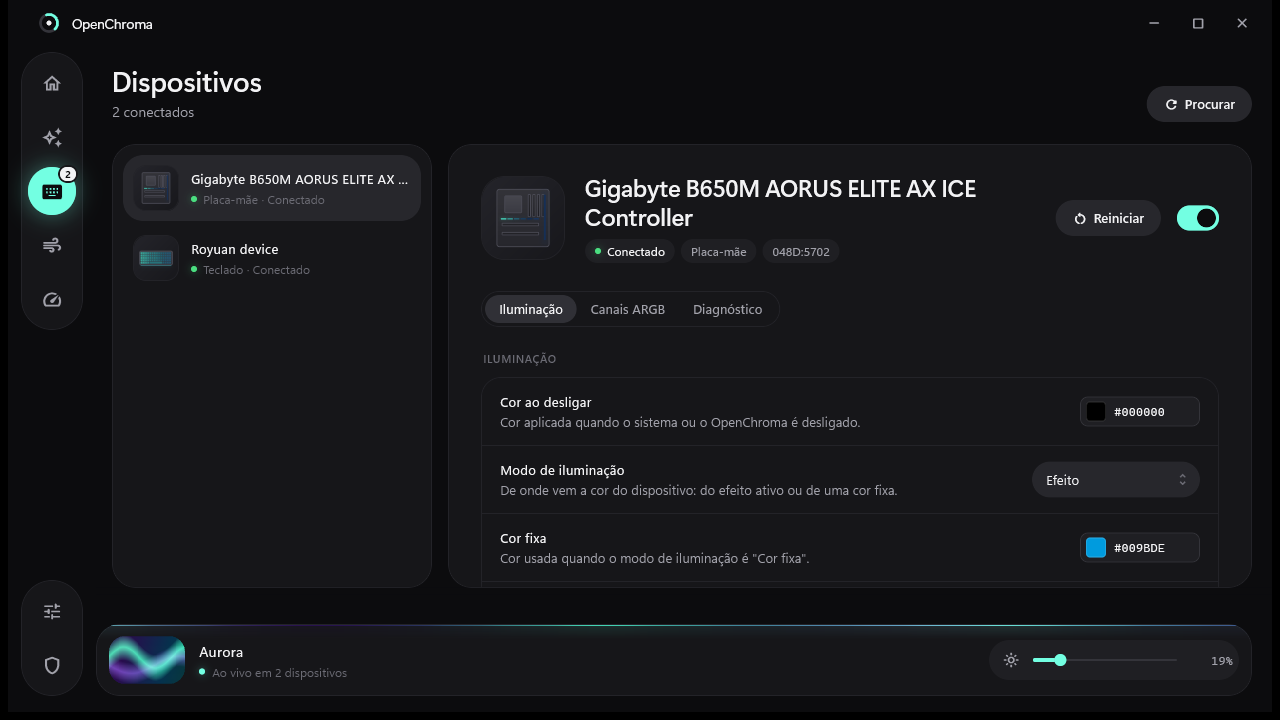 OpenChroma
Dispositivos
2 conectados
Procurar
2
Gigabyte B650M AORUS ELITE AX ...
Placa-mãe · Conectado
Royuan device
Teclado · Conectado
Gigabyte B650M AORUS ELITE AX ICE
Controller
Conectado
Placa-mãe
048D:5702
Reiniciar
Iluminação
Canais ARGB
Diagnóstico
ILUMINAÇÃO
Cor ao desligar
Cor aplicada quando o sistema ou o OpenChroma é desligado.
#000000
Modo de iluminação
De onde vem a cor do dispositivo: do efeito ativo ou de uma cor fixa.
Efeito
Cor fixa
Cor usada quando o modo de iluminação é "Cor fixa".
#009BDE
Aurora
Ao vivo em 2 dispositivos
19%